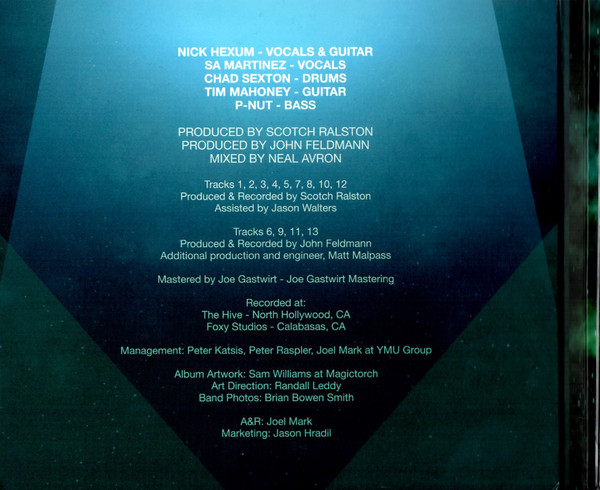 NICK HEXUM - VOCALS & GUITAR
SA MARTINEZ - VOCALS
CHAD SEXTON - DRUMS
TIM MAHONEY - GUITAR
P-NUT - BASS
PRODUCED BY SCOTCH RALSTON
PRODUCED BY JOHN FELDMANN
MIXED BY NEAL AVRON
Tracks 1, 2, 3, 4, 5, 7, 8, 10, 12
Produced & Recorded by Scotch Ralston
Assisted by Jason Walters
Tracks 6, 9, 11, 13
Produced & Recorded by John Feldmann
Additional production and engineer, Matt Malpass
Mastered by Joe Gastwirt - Joe Gastwirt Mastering
Recorded at:
The Hive - North Hollywood, CA
Foxy Studios - Calabasas, CA
Management: Peter Katsis, Peter Raspler, Joel Mark at YMU Group
Album Artwork: Sam Williams at Magictorch
Art Direction: Randall Leddy
Band Photos: Brian Bowen Smith
A&R: Joel Mark
Marketing: Jason Hradil